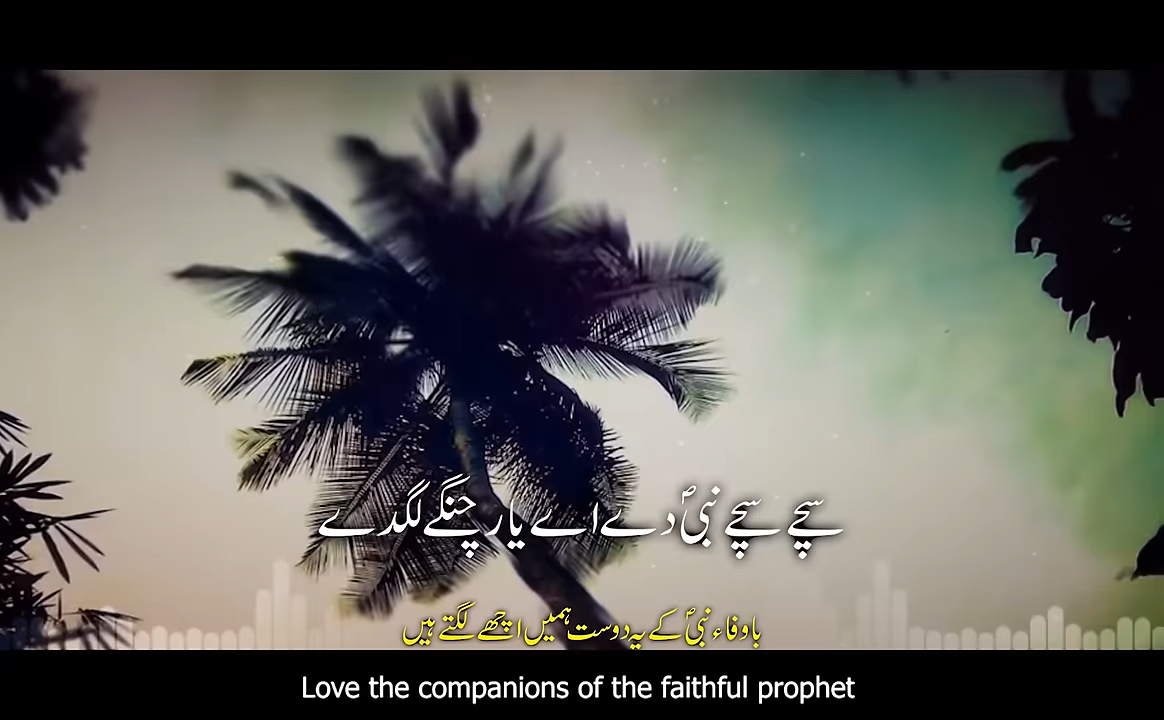 سچے سچے نبیؐ دے اے یار چنگے لگدے
باوفاء نبیؐ کے یہ دوست ہمیں اچھے لگتے ہیں
Love the companions of the faithful prophet